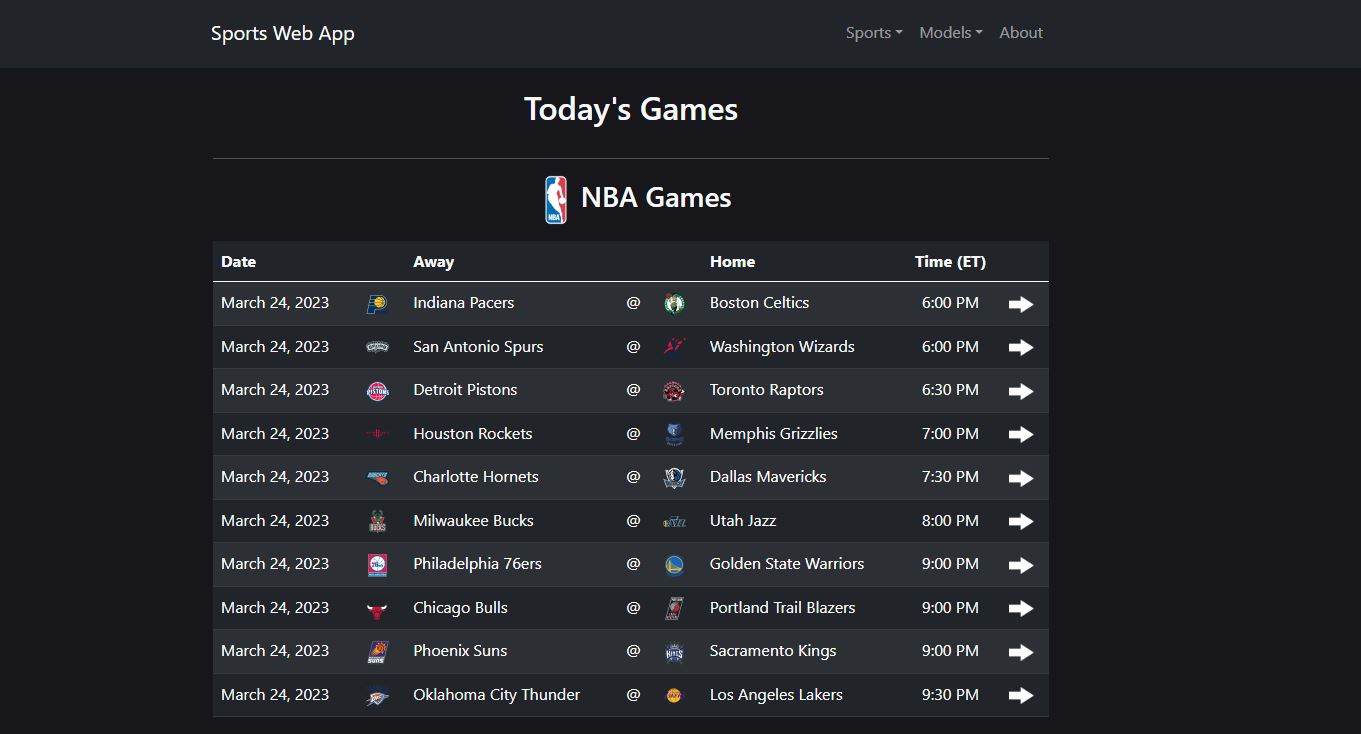 Sports Web App Sports Models About
Today's Games
NBA
NBA Games
Date Away Home Time (ET)
March 24, 2023 Indiana Pacers @ Boston Celtics 6:00 PM
March 24, 2023 San Antonio Spurs @ Washington Wizards 6:00 PM
March 24, 2023 PISTONS Detroit Pistons @ Toronto Raptors 6:30 PM
March 24, 2023 Houston Rockets @ Memphis Grizzlies 7:00 PM
March 24, 2023 Charlotte Hornets @ Dallas Mavericks 7:30 PM
March 24, 2023 BUCKS Milwaukee Bucks @ Utah Jazz 8:00 PM
March 24, 2023 Philadelphia 76ers @ Golden State Warriors 9:00 PM
March 24, 2023 Chicago Bulls @ Portland Trail Blazers 9:00 PM
March 24, 2023 SUNS Phoenix Suns @ KINGS Sacramento Kings 9:00 PM
March 24, 2023 Oklahoma City Thunder @ Los Angeles Lakers 9:30 PM